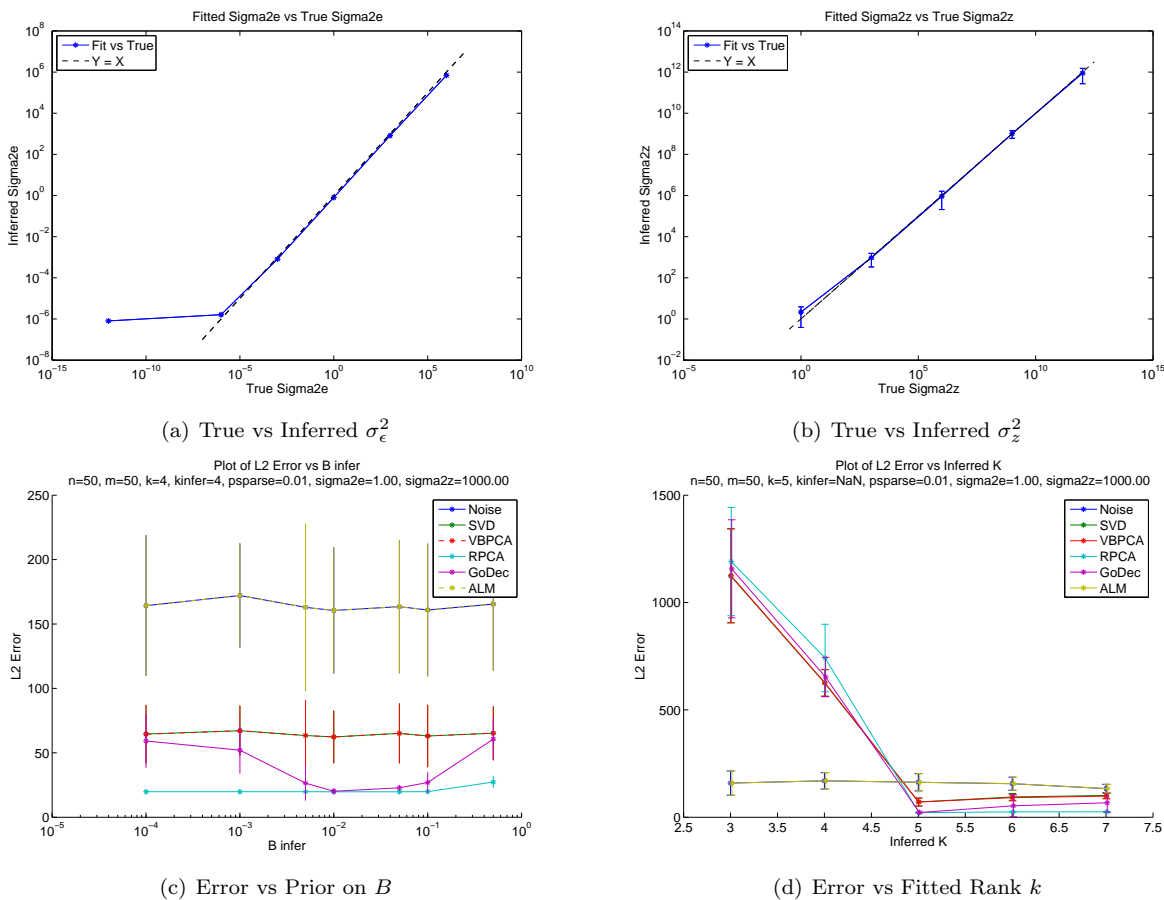 Fitted Sigma2e vs True Sigma2e
10^8
10^6
10^4
10^2
10^0
10^−2
10^−4
10^−6
10^−8
Inferred Sigma2e
Fit vs True
Y = X
10^−15
10^−10
10^−5
10^0
10^5
10^10
True Sigma2e
(a) True vs Inferred σ_ϵ^2
Fitted Sigma2z vs True Sigma2z
10^14
10^12
10^10
10^8
10^6
10^4
10^2
10^0
10^−2
Inferred Sigma2z
Fit vs True
Y = X
10^−5
10^0
10^5
10^10
10^15
True Sigma2z
(b) True vs Inferred σ_z^2
Plot of L2 Error vs B infer
n=50, m=50, k=4, kinfer=4, psparse=0.01, sigma2e=1.00, sigma2z=1000.00
250
200
150
100
50
0
L2 Error
Noise
SVD
VBPCA
RPCA
GoDec
ALM
10^−5
10^−4
10^−3
10^−2
10^−1
10^0
B infer
(c) Error vs Prior on B
Plot of L2 Error vs Inferred K
n=50, m=50, k=5, kinfer=NaN, psparse=0.01, sigma2e=1.00, sigma2z=1000.00
1500
1000
500
0
L2 Error
Noise
SVD
VBPCA
RPCA
GoDec
ALM
2.5
3
3.5
4
4.5
5
5.5
6
6.5
7
7.5
Inferred K
(d) Error vs Fitted Rank k